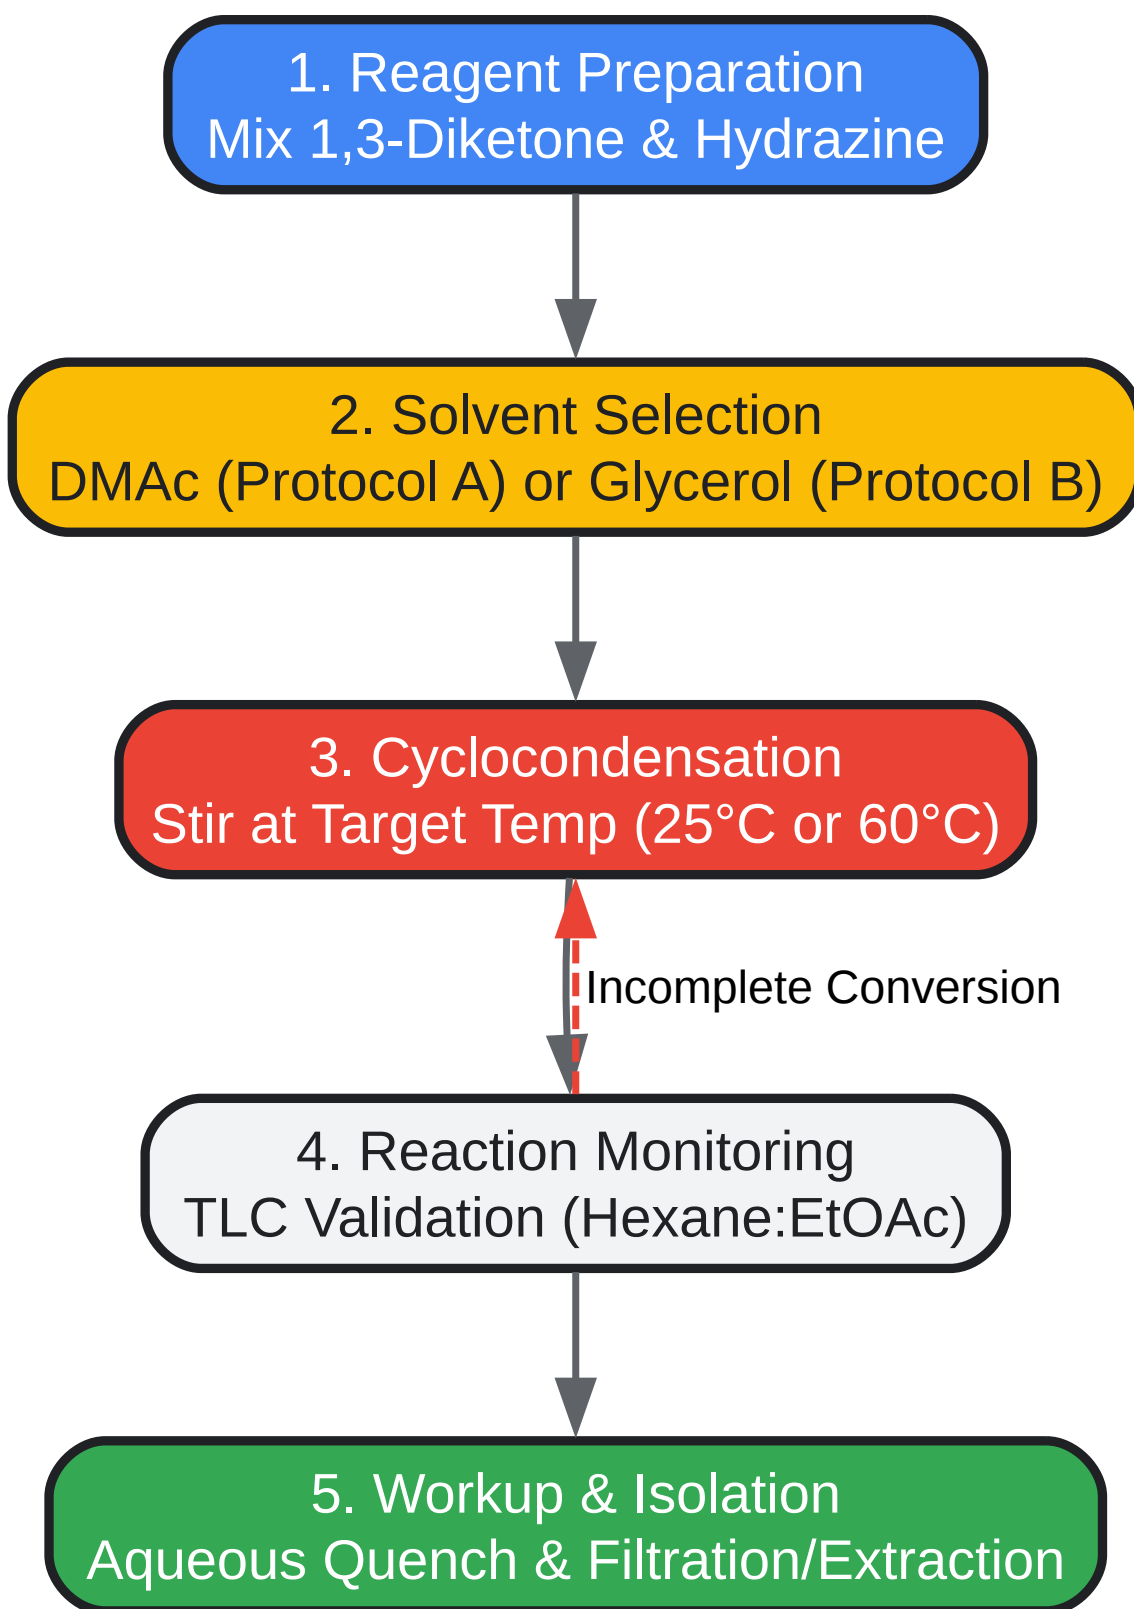 1. Reagent Preparation
Mix 1,3-Diketone & Hydrazine
2. Solvent Selection
DMAc (Protocol A) or Glycerol (Protocol B)
3. Cyclocondensation
Stir at Target Temp (25°C or 60°C)
Incomplete Conversion
4. Reaction Monitoring
TLC Validation (Hexane:EtOAc)
5. Workup & Isolation
Aqueous Quench & Filtration/Extraction